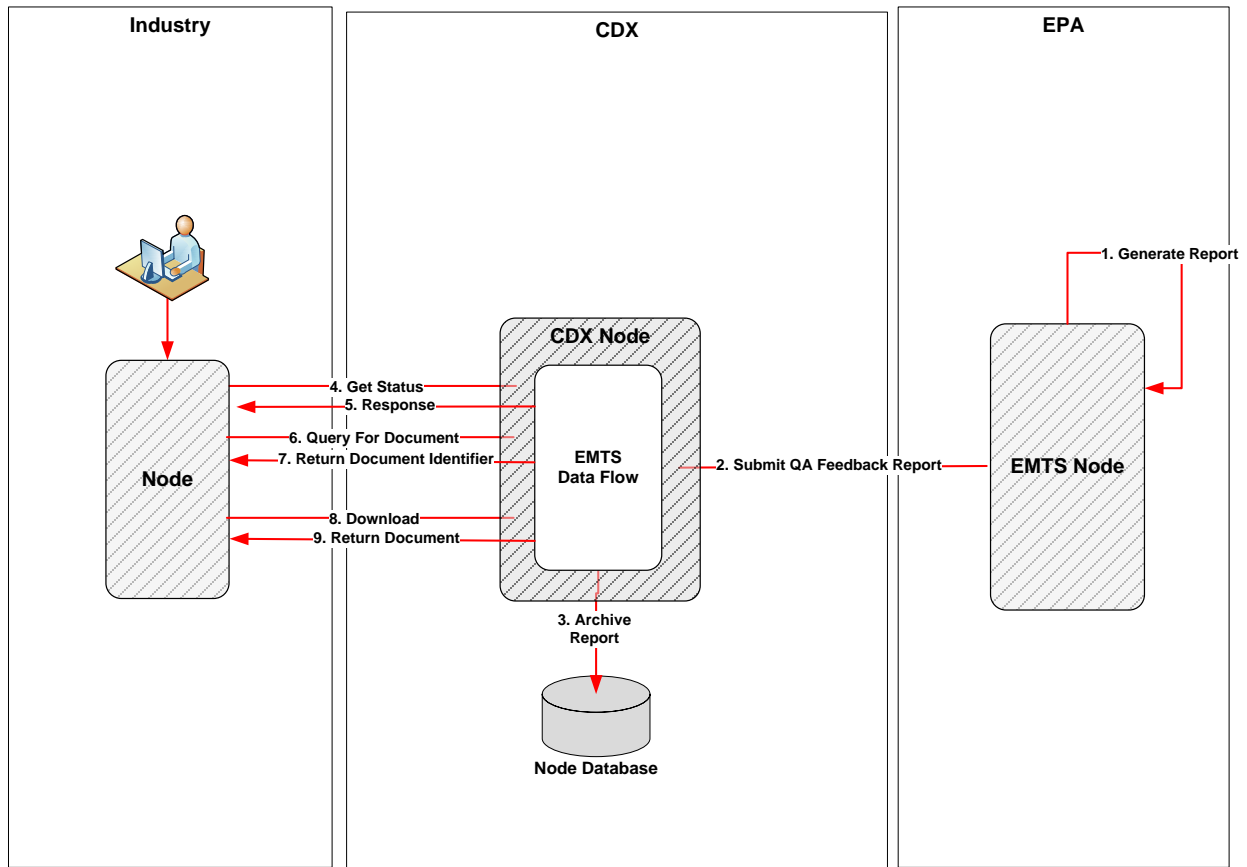 Industry
CDX
EPA
1. Generate Report
CDX Node
4. Get Status
5. Response
6. Query For Document
7. Return Document Identifier
8. Download
9. Return Document
Node
EMTS
Data Flow
2. Submit QA Feedback Report
EMTS Node
3. Archive
Report
Node Database